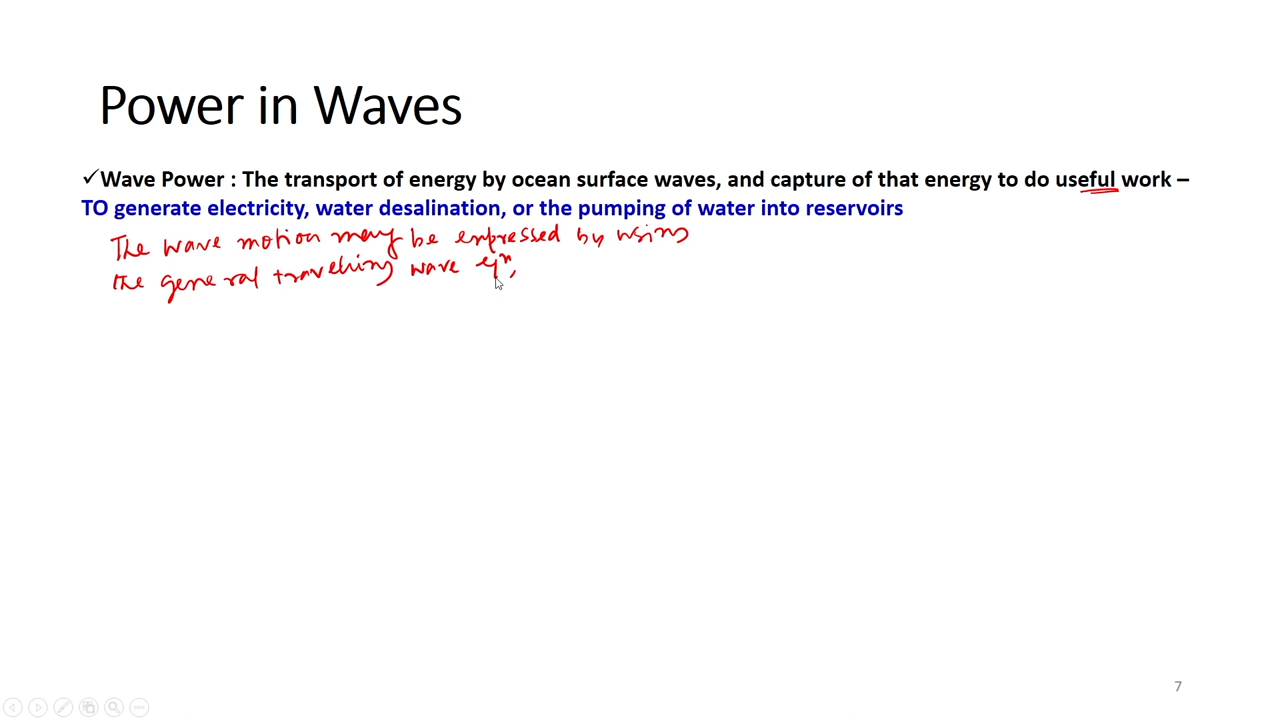 Power in Waves
✓Wave Power : The transport of energy by ocean surface waves, and capture of that energy to do useful work –
TO generate electricity, water desalination, or the pumping of water into reservoirs
The wave motion may be expressed by using
the general travelling wave eqn,
7